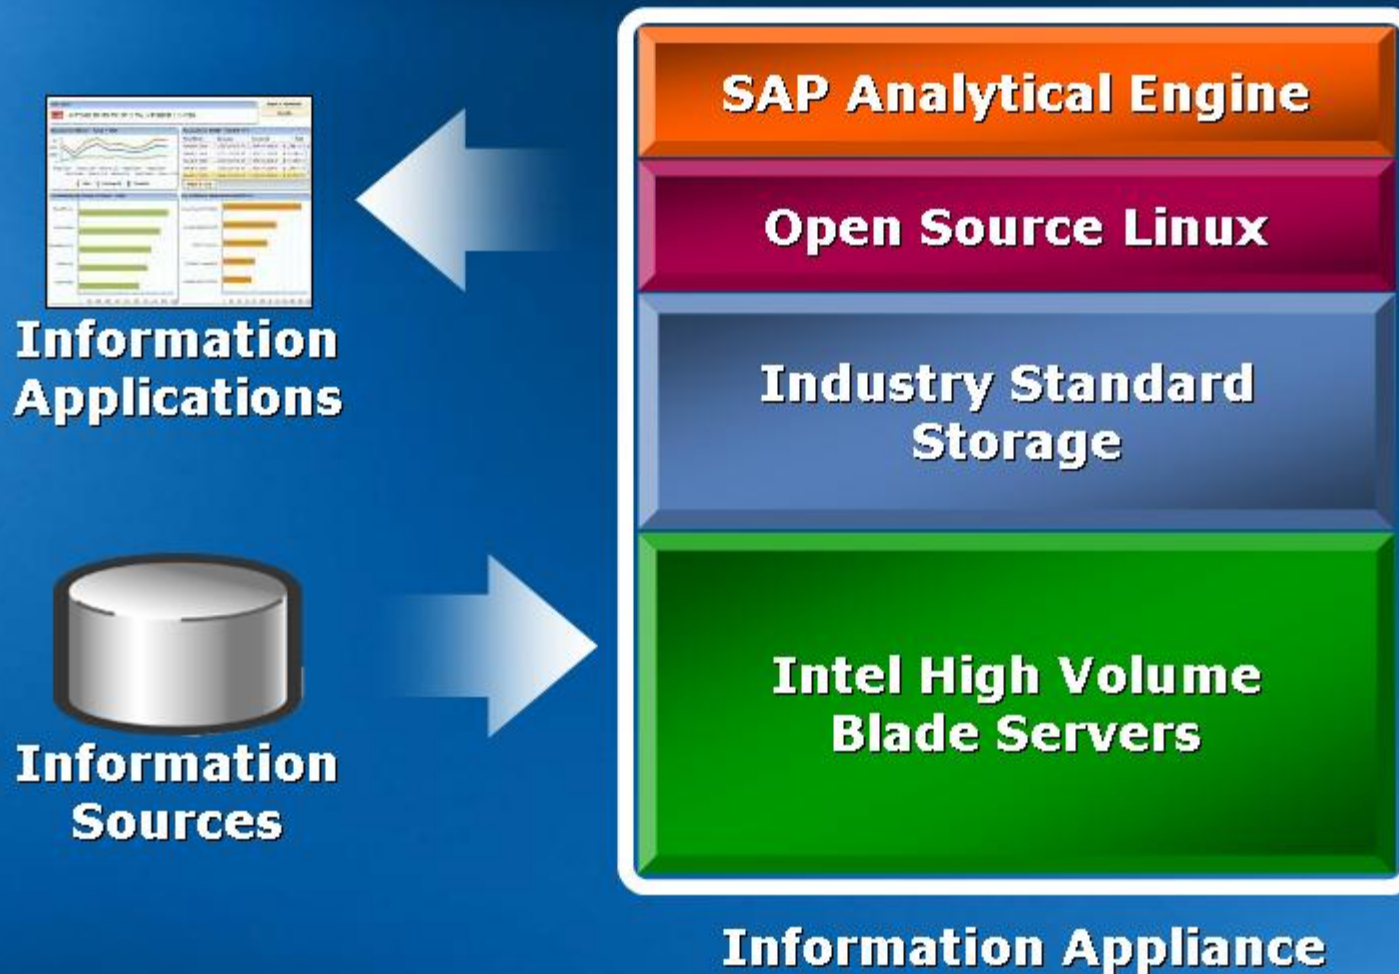 Information
Applications
Information
Sources
SAP Analytical Engine
Open Source Linux
Industry Standard
Storage
Intel High Volume
Blade Servers
Information Appliance